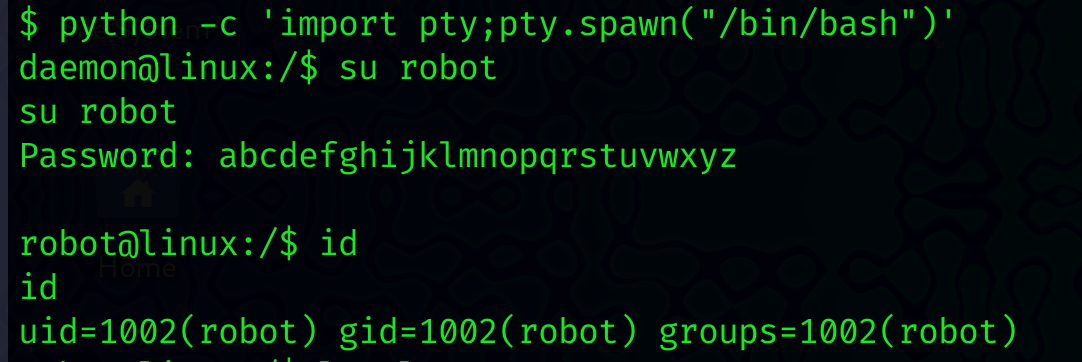 $ python -c 'import pty;pty.spawn("/bin/bash")'
daemon@linux:/$ su robot
su robot
Password: abcdefghijklmnopqrstuvwxyz
robot@linux:/$ id
Home
id
uid=1002(robot) gid=1002(robot) groups=1002(robot)